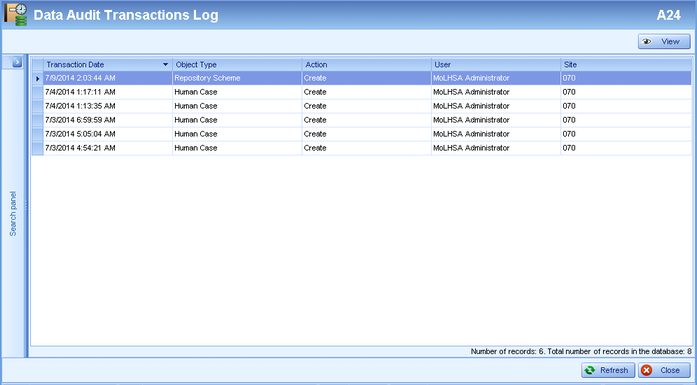 Data Audit Transactions Log A24
View
Transaction Date Object Type Action User Site
7/9/2014 2:03:44 AM Repository Scheme Create MoLHSA Administrator 070
7/4/2014 1:17:11 AM Human Case Create MoLHSA Administrator 070
7/4/2014 1:13:35 AM Human Case Create MoLHSA Administrator 070
7/3/2014 6:59:59 AM Human Case Create MoLHSA Administrator 070
7/3/2014 5:05:04 AM Human Case Create MoLHSA Administrator 070
7/3/2014 4:54:21 AM Human Case Create MoLHSA Administrator 070
Search panel
Number of records: 6. Total number of records in the database: 8
Refresh Close